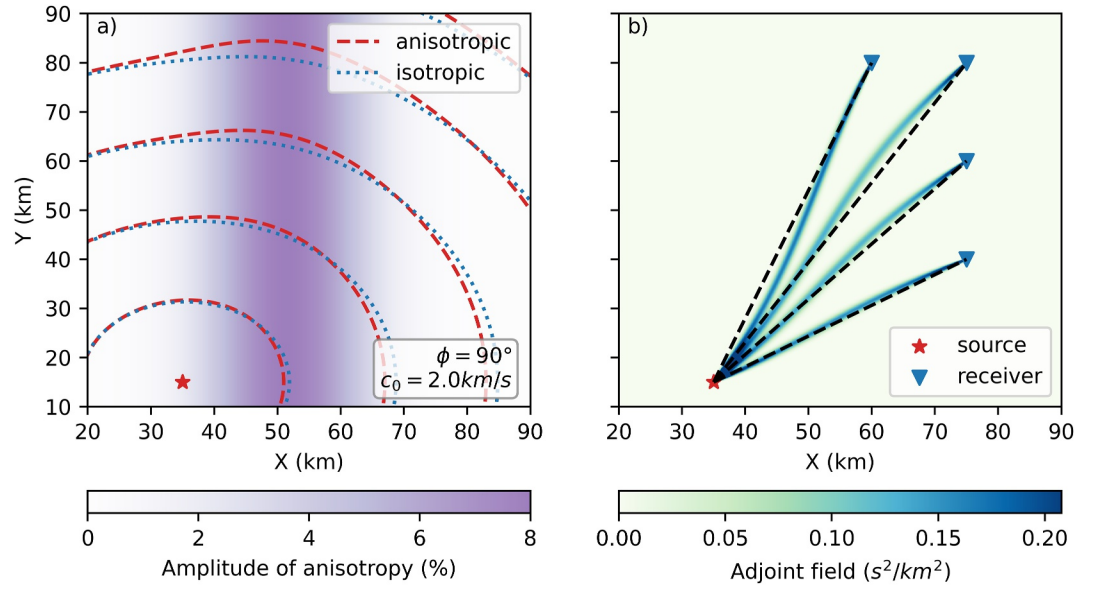 a)
anisotropic
isotropic
90
80
70
60
50
40
30
20
10
Y (km)
ϕ = 90°
c₀ = 2.0km/s
20 30 40 50 60 70 80 90
X (km)
0 2 4 6 8
Amplitude of anisotropy (%)
b)
source
receiver
20 30 40 50 60 70 80 90
X (km)
0.00 0.05 0.10 0.15 0.20
Adjoint field (s²/km²)